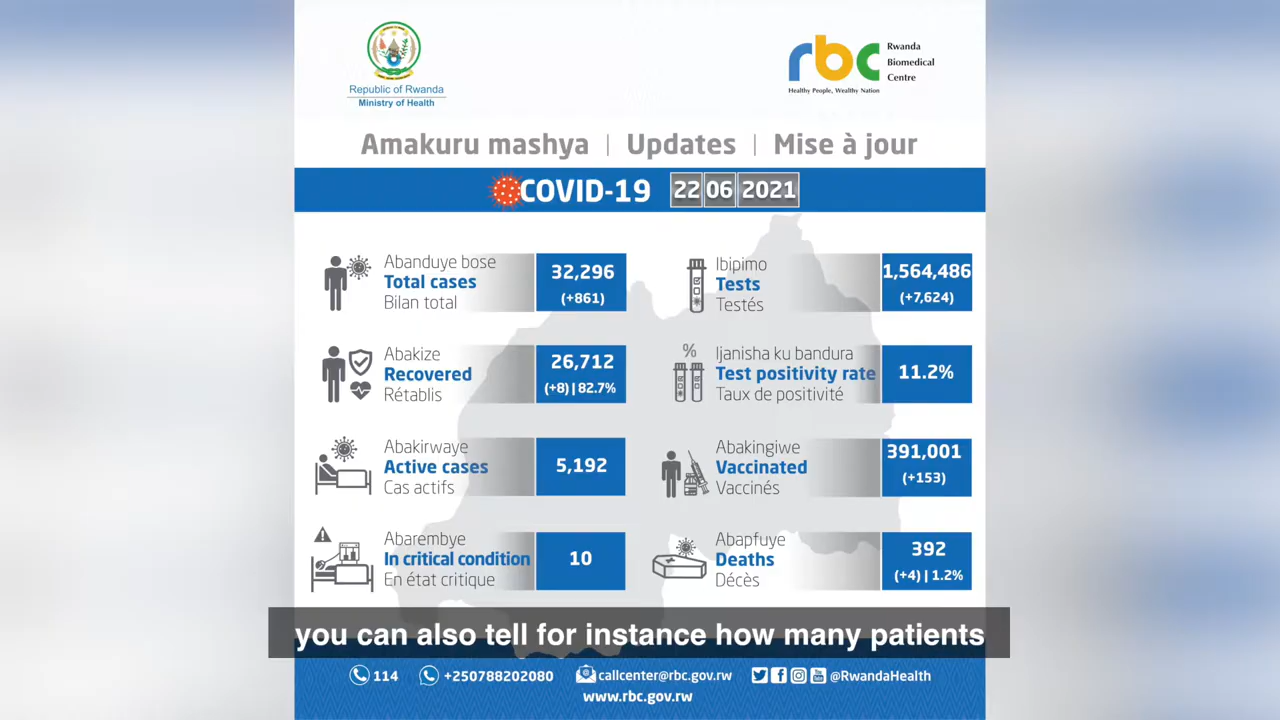 Republic of Rwanda
Ministry of Health
rbc
Rwanda
Biomedical
Centre
Healthy People, Wealthy Nation
Amakuru mashya | Updates | Mise à jour
COVID-19 22 06 2021
Abanduye bose
Total cases
Bilan total
32,296
(+861)
Ibipimo
Tests
Testés
1,564,486
(+7,624)
Abakize
Recovered
Rétablis
26,712
(+8) | 82.7%
%
Ijanisha ku bandura
Test positivity rate
Taux de positivité
11.2%
Abakirwaye
Active cases
Cas actifs
5,192
Abakingiwe
Vaccinated
Vaccinés
391,001
(+153)
Abarembye
In critical condition
En état critique
10
Abapfuye
Deaths
Décès
392
(+4) | 1.2%
you can also tell for instance how many patients
114 +250788202080 callcenter@rbc.gov.rw @RwandaHealth
www.rbc.gov.rw